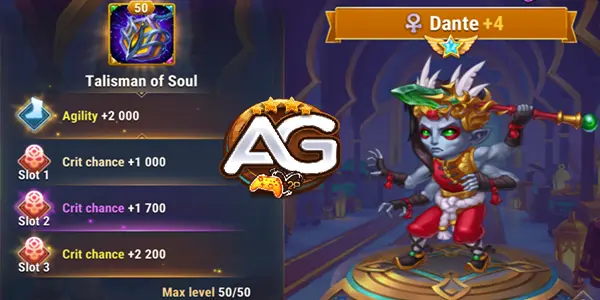 50
Talisman of Soul
Agility +2 000
Crit chance +1 000
Slot 1
Crit chance +1 700
Slot 2
Crit chance +2 200
Slot 3
Max level 50/50
AG
2P
Dante +4